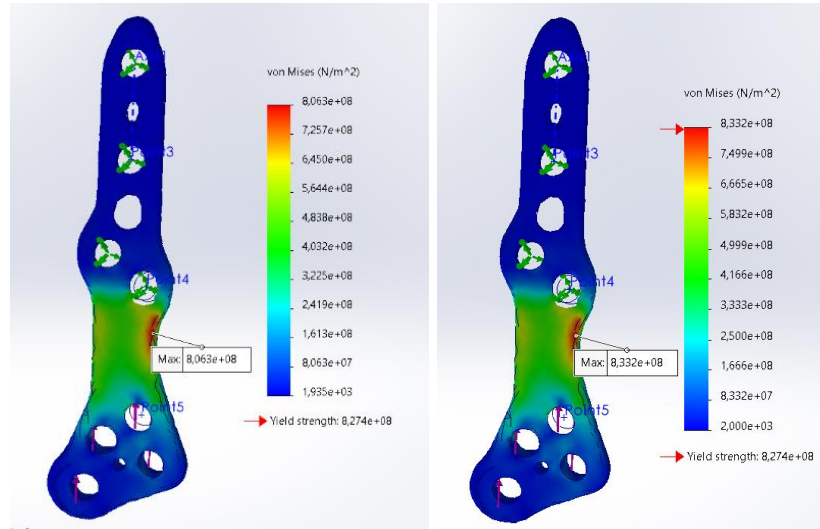 von Mises (N/m^2)
8,063e+08
7,257e+08
6,450e+08
5,644e+08
4,838e+08
4,032e+08
3,225e+08
2,419e+08
1,613e+08
8,063e+07
1,935e+03
Yield strength: 8,274e+08
Point3
Point4
Max: 8,063e+08
Point5
von Mises (N/m^2)
8,332e+08
7,499e+08
6,665e+08
5,832e+08
4,999e+08
4,166e+08
3,333e+08
2,500e+08
1,666e+08
8,332e+07
2,000e+03
Yield strength: 8,274e+08
Point3
Point4
Max: 8,332e+08
Point5